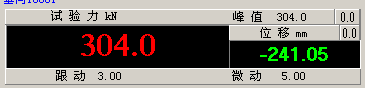 试 验 力 kN 峰 值 304.0 0.0
304.0 位 移 mm 0.0
-241.05
跟 动 3.00 微 动 5.00